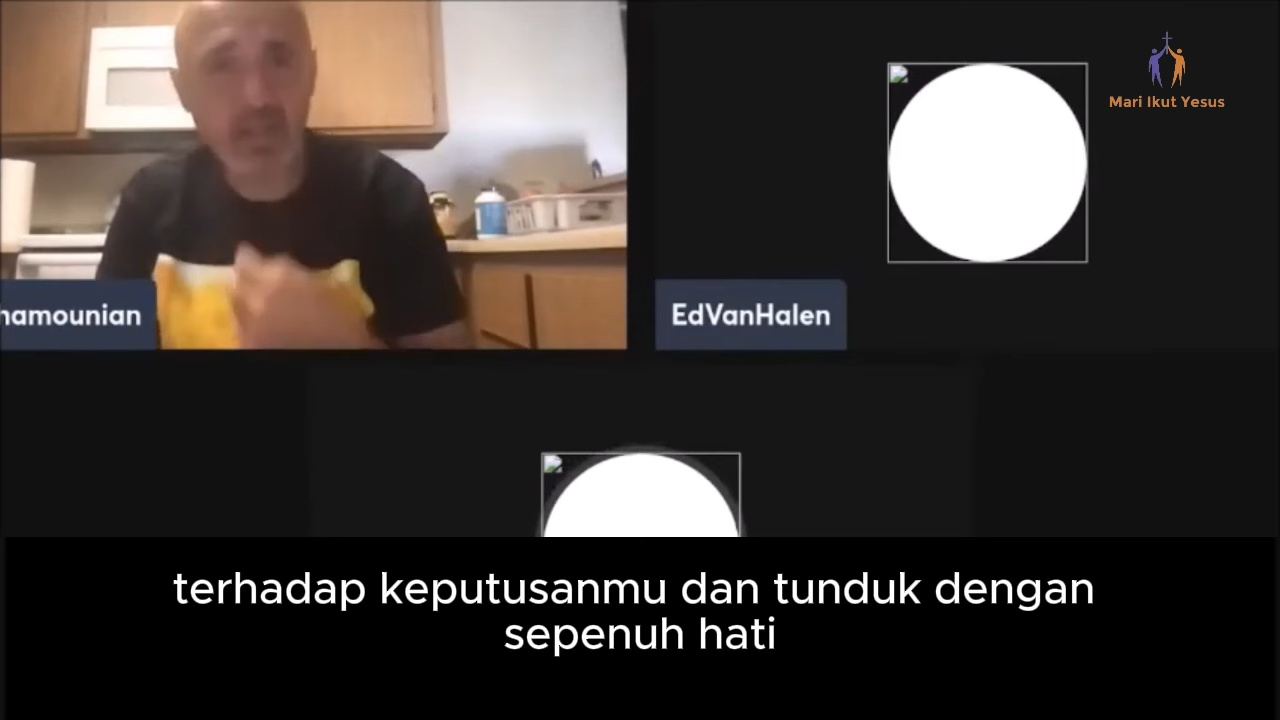 Mari Ikut Yesus
hamounian
EdVanHalen
terhadap keputusanmu dan tunduk dengan
sepenuh hati